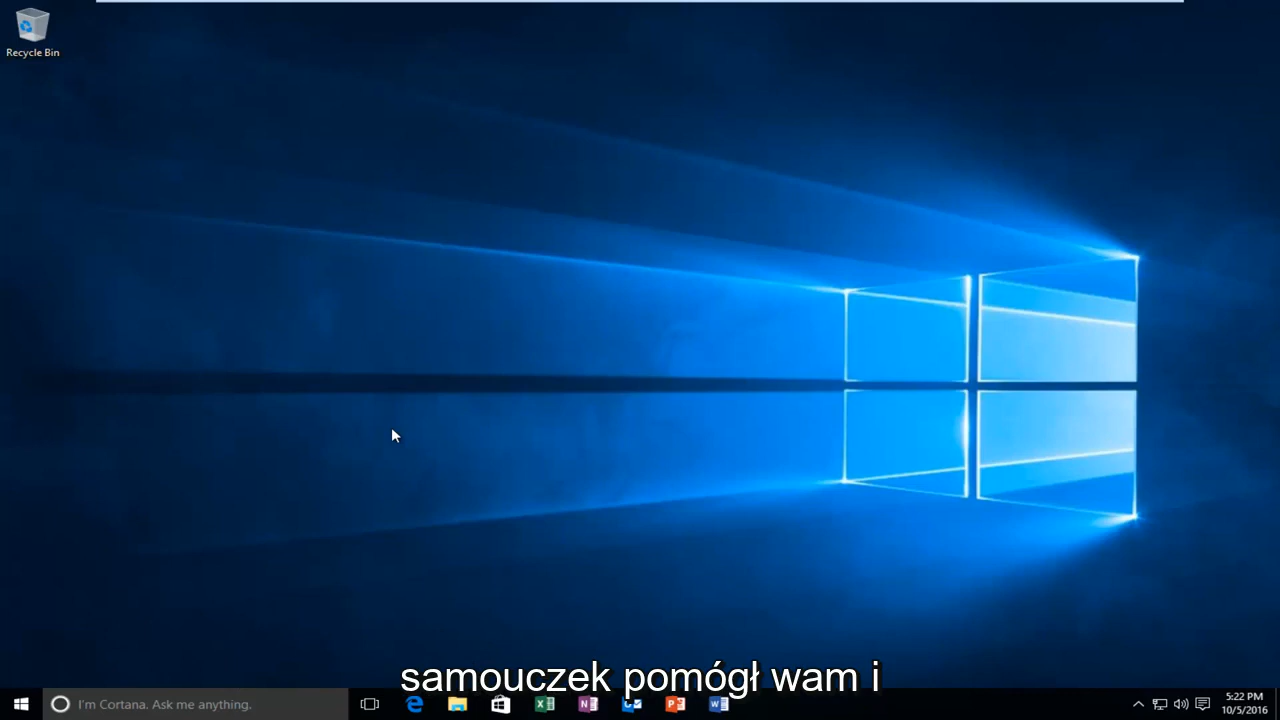 Recycle Bin
samouczek pomógł wam i
I'm Cortana. Ask me anything.
5:22 PM
10/5/2016